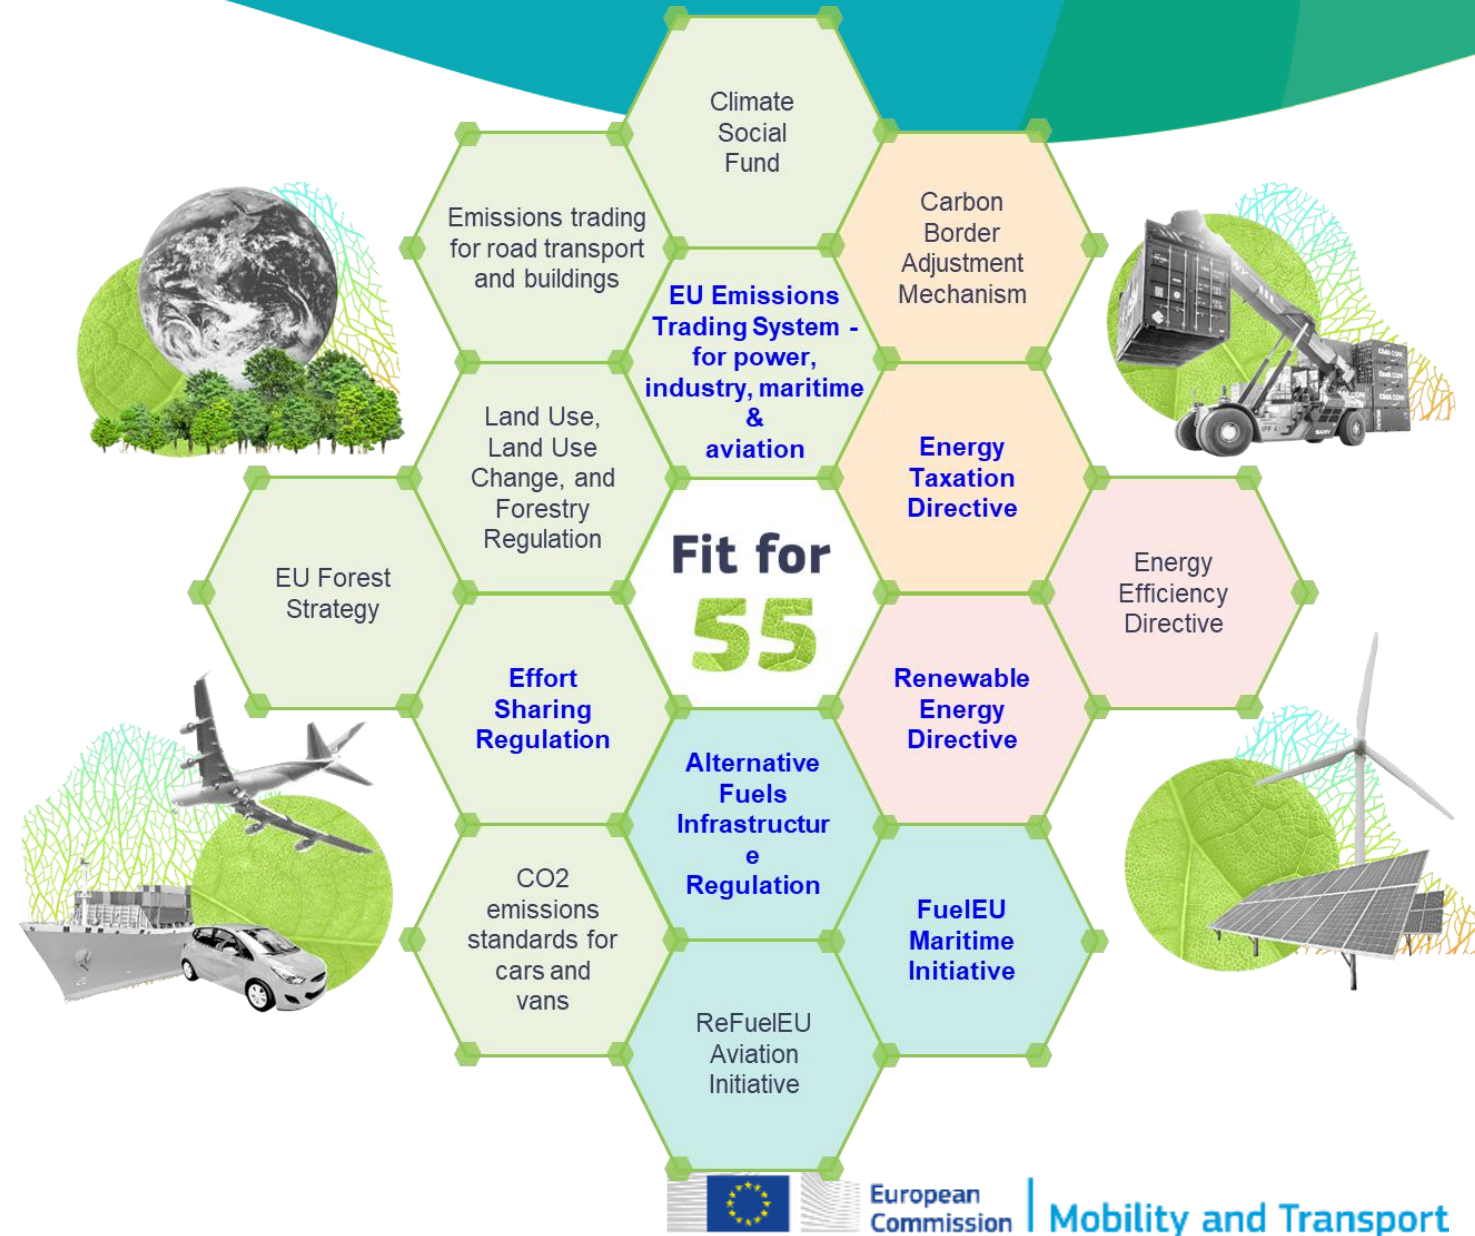 Climate
Social
Fund
Emissions trading
for road transport
and buildings
Carbon
Border
Adjustment
Mechanism
EU Emissions
Trading System -
for power,
industry, maritime
&
aviation
Land Use,
Land Use
Change, and
Forestry
Regulation
Energy
Taxation
Directive
Fit for
55
EU Forest
Strategy
Energy
Efficiency
Directive
Effort
Sharing
Regulation
Renewable
Energy
Directive
Alternative
Fuels
Infrastructur
e
Regulation
CO2
emissions
standards for
cars and
vans
FuelEU
Maritime
Initiative
ReFuelEU
Aviation
Initiative
European
Commission
Mobility and Transport